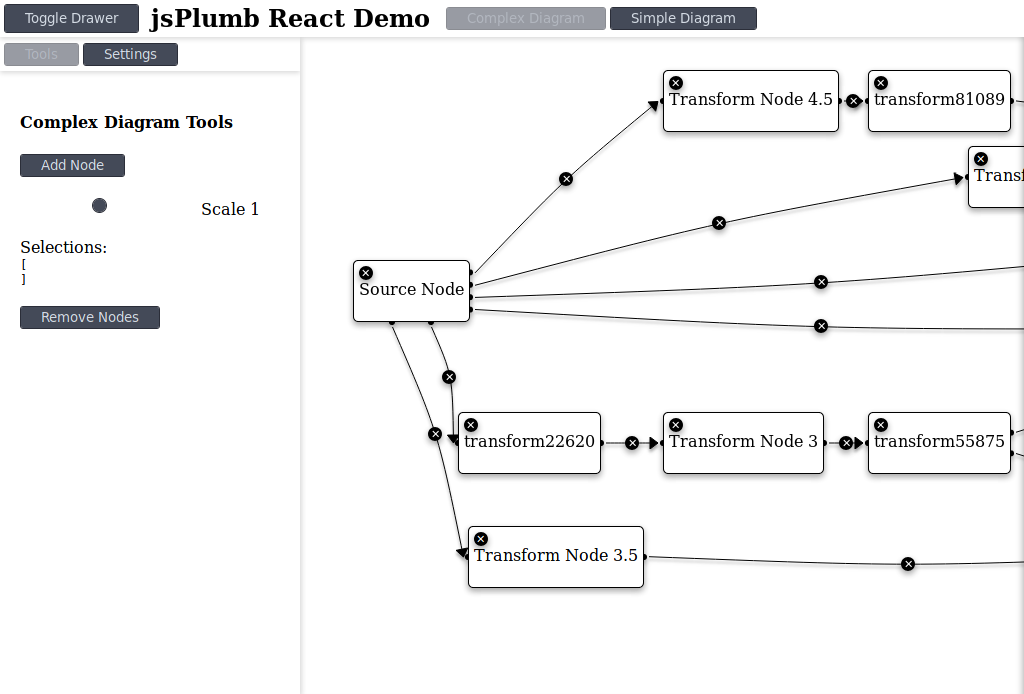 Toggle Drawer
jsPlumb React Demo
Complex Diagram
Simple Diagram
Tools
Settings
Complex Diagram Tools
Add Node
Scale 1
Selections:
[
]
Remove Nodes
Transform Node 4.5
transform81089
Source Node
transform22620
Transform Node 3
transform55875
Transform Node 3.5